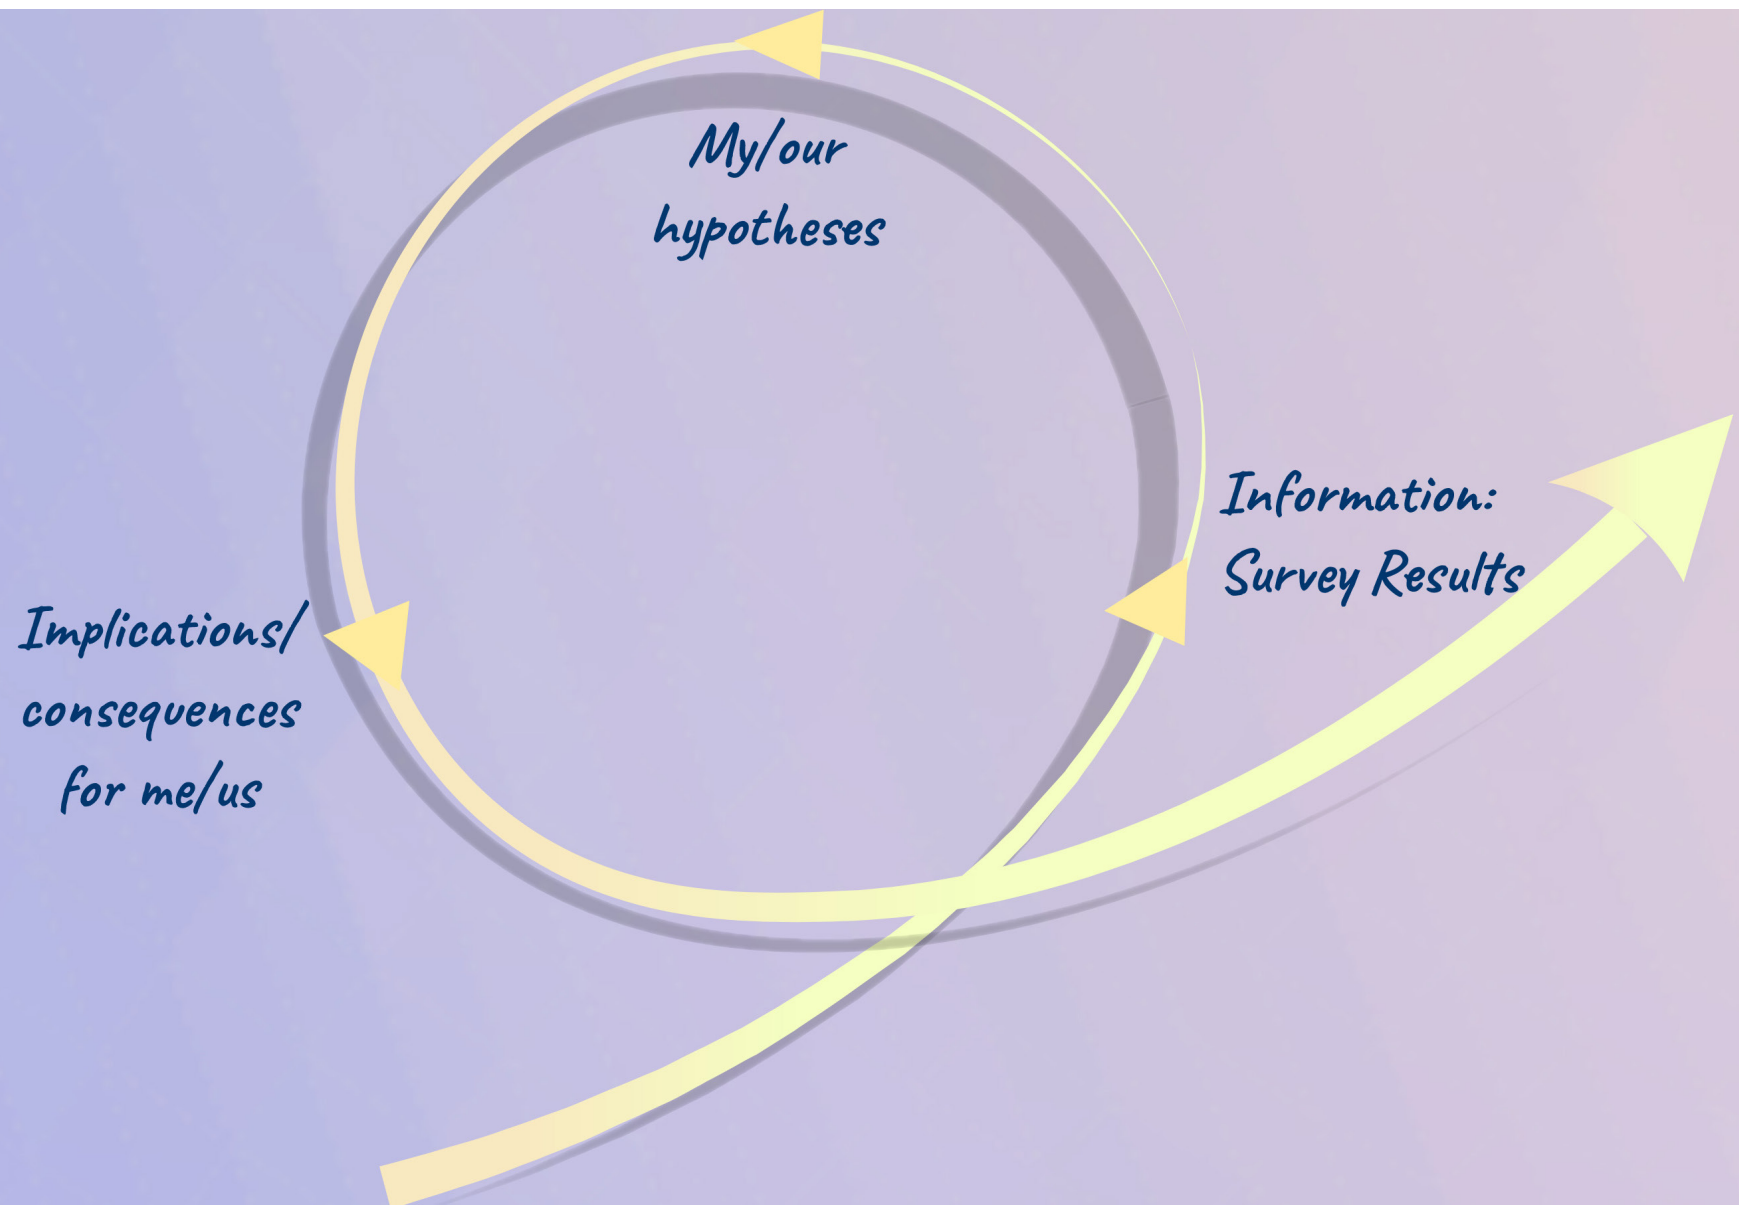 My/our
hypotheses
Information:
Survey Results
Implications/
consequences
for me/us